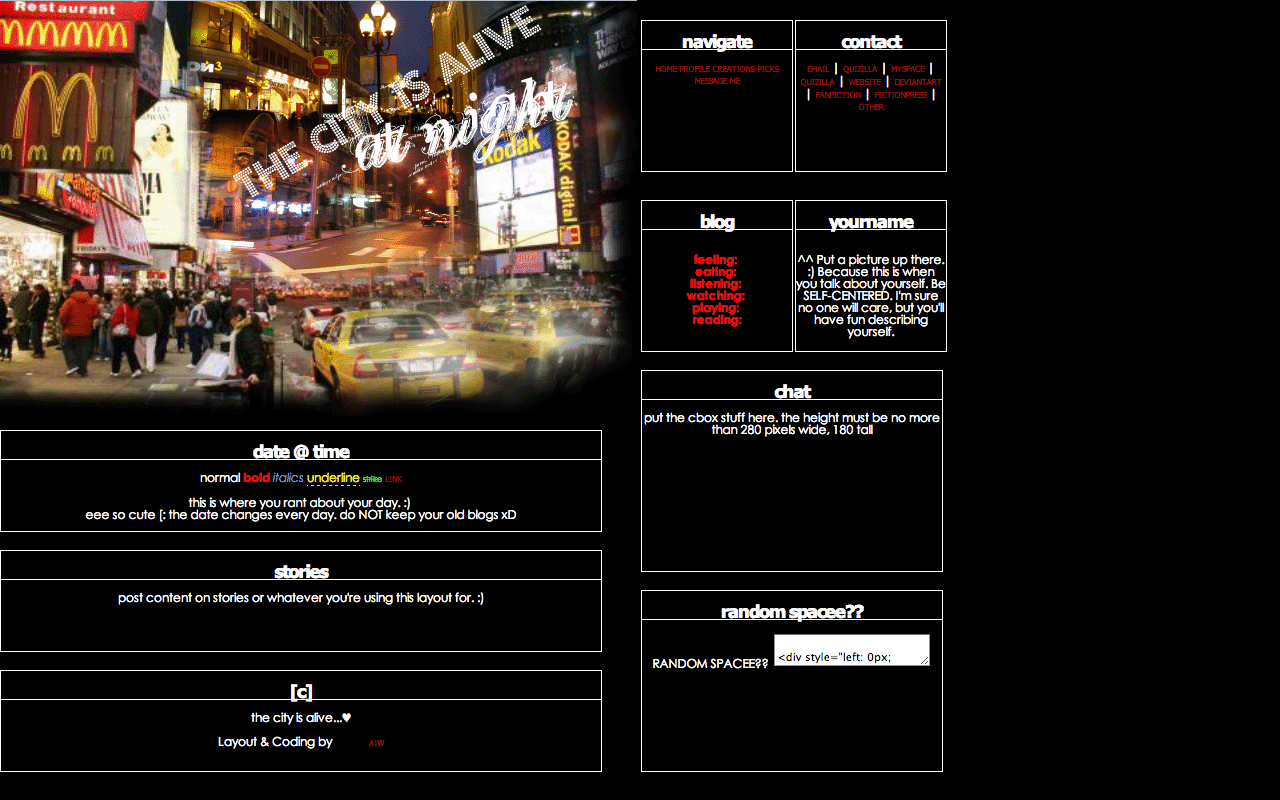 Restaurant
THE CITY IS ALIVE
at night
Kodak
KODAK digital
FRIDAY'S
navigate
HOME PROFILE CREATIONS PICKS
MESSAGE ME
contact
EMAIL | QUIZILLA | MYSPACE |
QUIZILLA | WEBSITE | DEVIANTART
| FANFICTION | FICTIONPRESS |
OTHER
blog
feeling:
eating:
listening:
watching:
playing:
reading:
yourname
^^ Put a picture up there.
:) Because this is when
you talk about yourself. Be
SELF-CENTERED. I'm sure
no one will care, but you'll
have fun describing
yourself.
chat
put the cbox stuff here. the height must be no more
than 280 pixels wide, 180 tall
date @ time
normal bold italics underline strike LINK
this is where you rant about your day. :)
eee so cute [: the date changes every day. do NOT keep your old blogs xD
stories
post content on stories or whatever you're using this layout for. :)
random spacee??
RANDOM SPACEE?? <div style="left: 0px;
[c]
the city is alive...♥
Layout & Coding by AIW